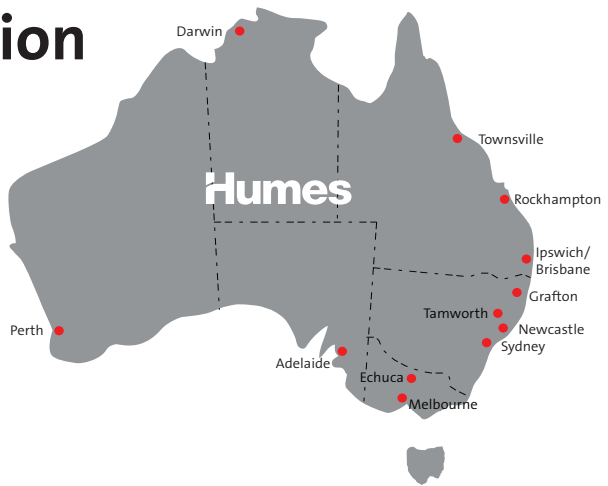 ion
Darwin
Townsville
Humes
Rockhampton
Ipswich/
Brisbane
Grafton
Tamworth
Newcastle
Perth
Sydney
Adelaide
Echuca
Melbourne